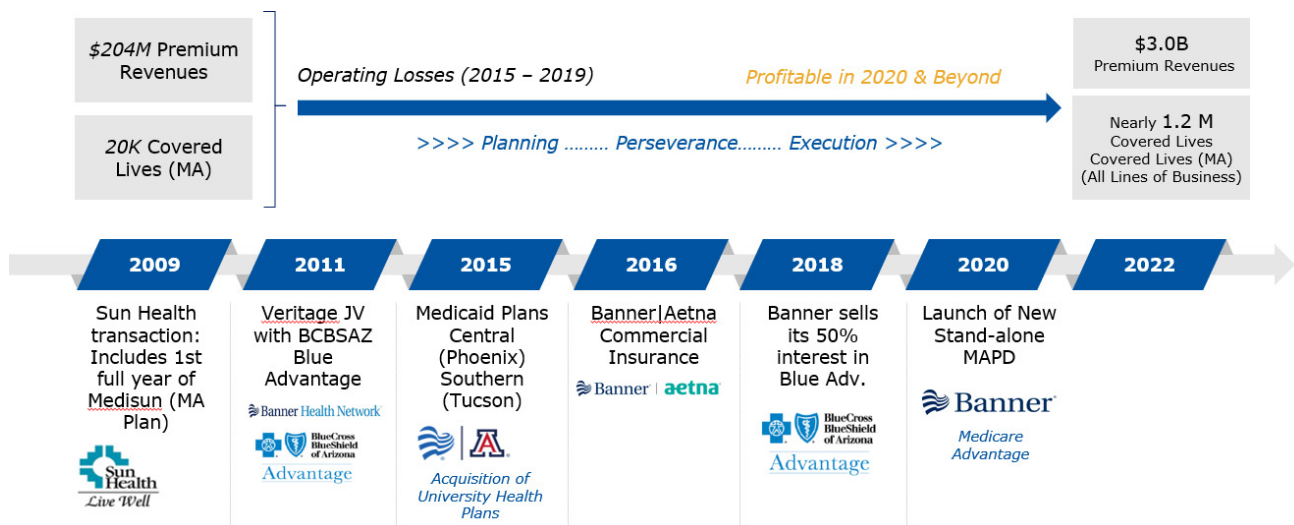 $204M Premium
Revenues
20K Covered
Lives (MA)
Operating Losses (2015 – 2019)
Profitable in 2020 & Beyond
>>>> Planning ……… Perseverance……… Execution >>>>
$3.0B
Premium Revenues
Nearly 1.2 M
Covered Lives
Covered Lives (MA)
(All Lines of Business)
2009
2011
2015
2016
2018
2020
2022
Sun Health
transaction:
Includes 1st
full year of
Medisun (MA
Plan)
Sun
Health
Live Well
Veritage JV
with BCBSAZ
Blue
Advantage
Banner Health Network
BlueCross
BlueShield
of Arizona
Advantage
Medicaid Plans
Central
(Phoenix)
Southern
(Tucson)
A
Acquisition of
University Health
Plans
Banner|Aetna
Commercial
Insurance
Banner | aetna
Banner sells
its 50%
interest in
Blue Adv.
BlueCross
BlueShield
of Arizona
Advantage
Launch of New
Stand-alone
MAPD
Banner
Medicare
Advantage